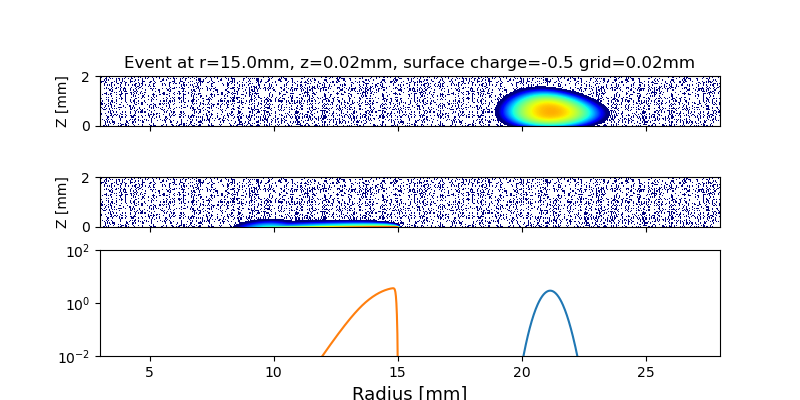 Event at r=15.0mm, z=0.02mm, surface charge=-0.5 grid=0.02mm
2
Z [mm]
0
2
Z [mm]
0
10²
10⁰
10⁻²
5 10 15 20 25
Radius [mm]